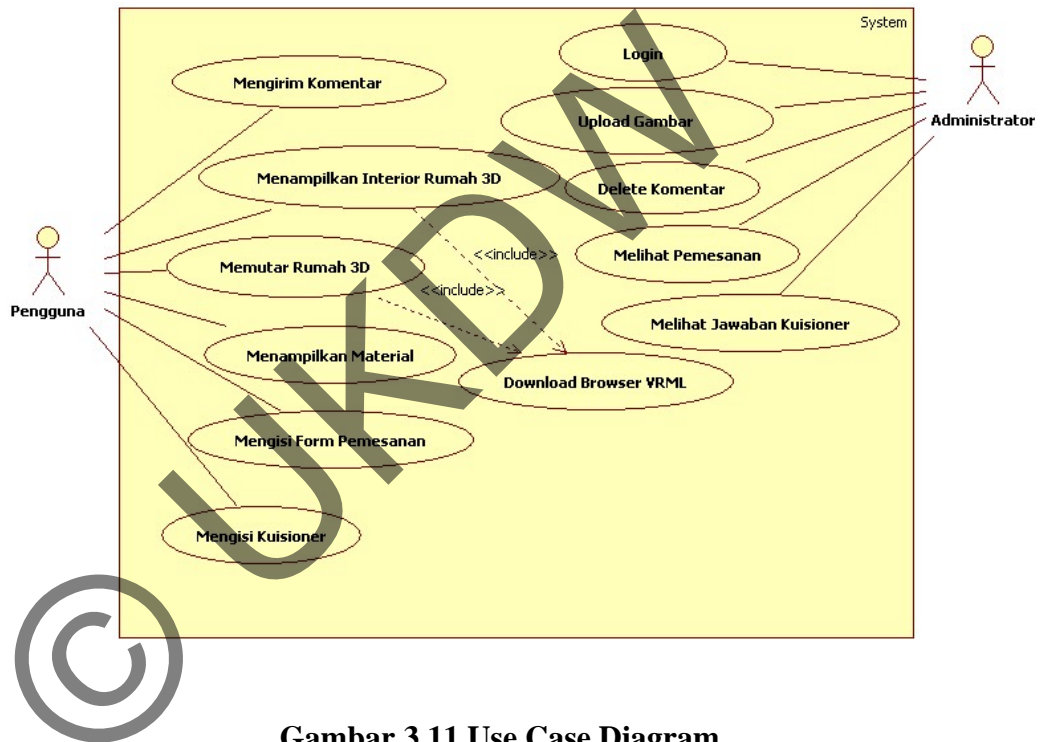 System
Login
Mengirim Komentar
Upload Gambar
Administrator
Menampilkan Interior Rumah 3D
Delete Komentar
<<include>>
Melihat Pemesanan
Memutar Rumah 3D
<<include>>
Pengguna
Melihat Jawaban Kuisioner
Menampilkan Material
Download Browser VRML
Mengisi Form Pemesanan
Mengisi Kuisioner
© UKDW
Gambar 3.11 Use Case Diagram